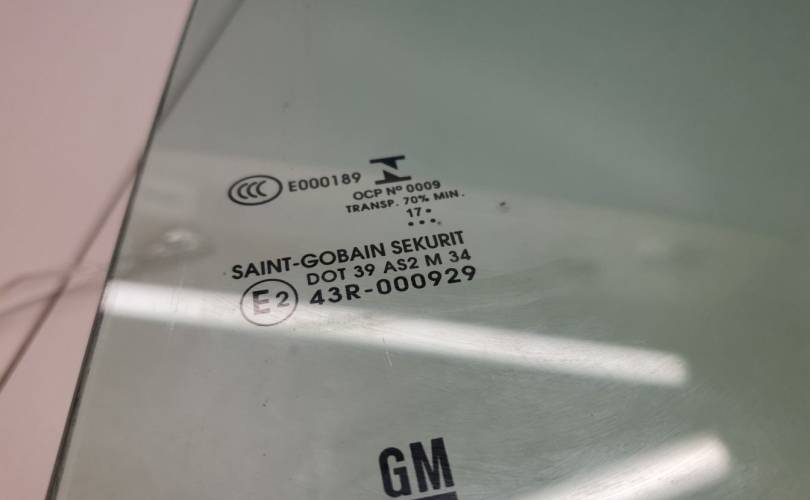 CCC E000189
OCP Nº 0009
TRANSP. 70% MIN.
17•
•••
SAINT-GOBAIN SEKURIT
DOT 39 AS2 M 34
E2 43R-000929
GM